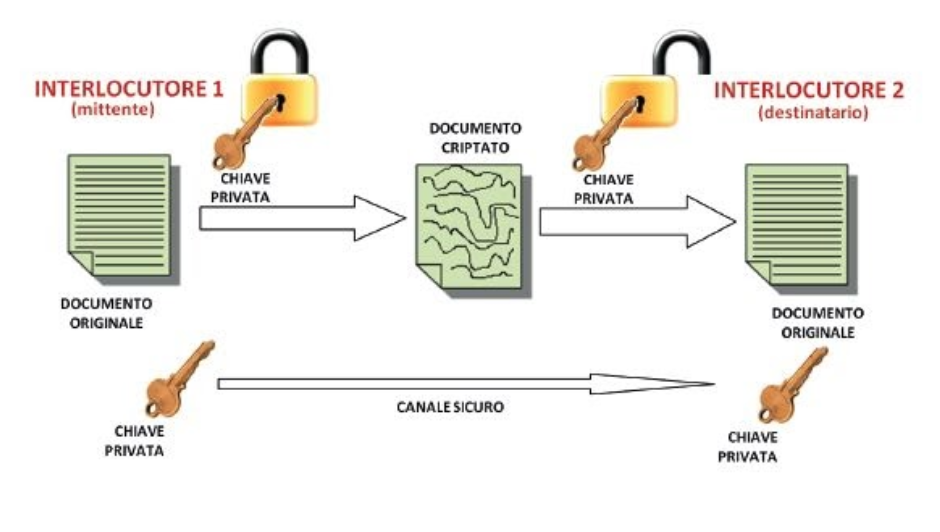 INTERLOCUTORE 1
(mittente)
INTERLOCUTORE 2
(destinatario)
DOCUMENTO
CRIPTATO
CHIAVE
PRIVATA
CHIAVE
PRIVATA
DOCUMENTO
ORIGINALE
DOCUMENTO
ORIGINALE
CANALE SICURO
CHIAVE
PRIVATA
CHIAVE
PRIVATA